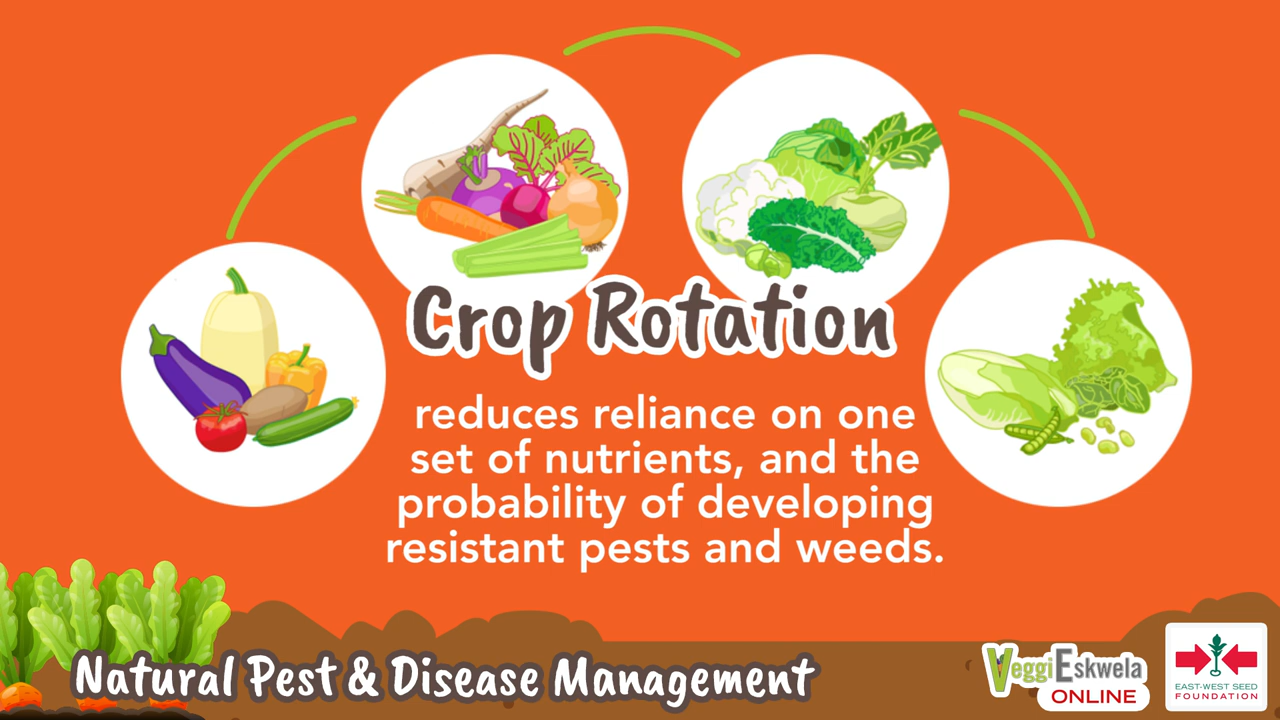 Crop Rotation
reduces reliance on one
set of nutrients, and the
probability of developing
resistant pests and weeds.
Natural Pest & Disease Management
VeggiEskwela
ONLINE
EAST-WEST SEED
FOUNDATION